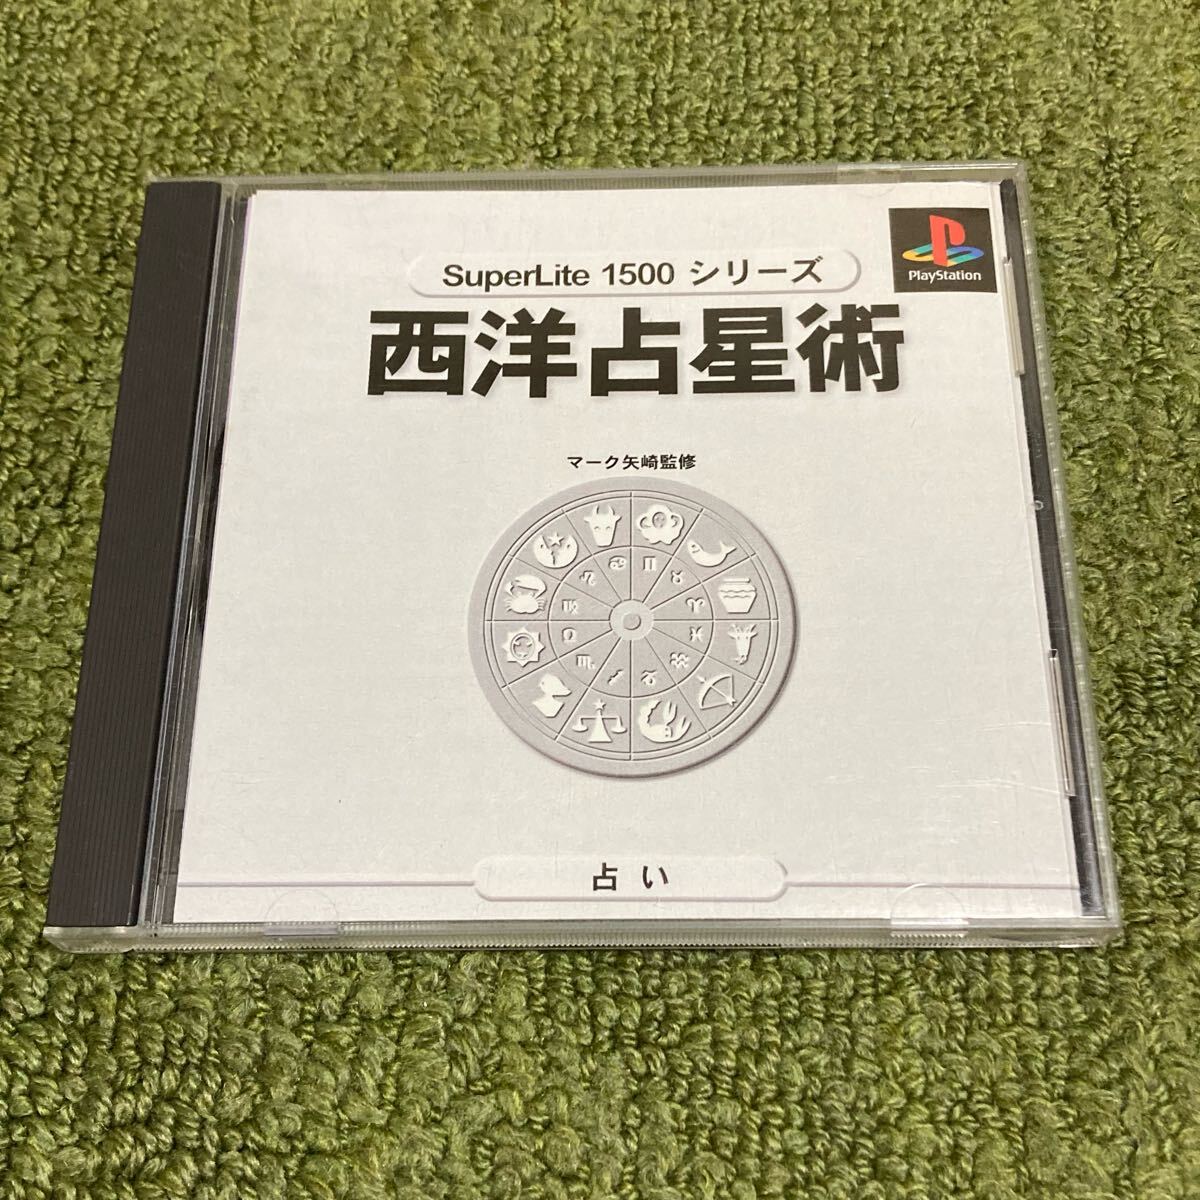 PlayStation
SuperLite 1500 シリーズ
西洋占星術
マーク矢崎監修
♋ ♊
♌ ♉
♍ ♈
♎ ♓
♏ ♒
♐ ♑
占い